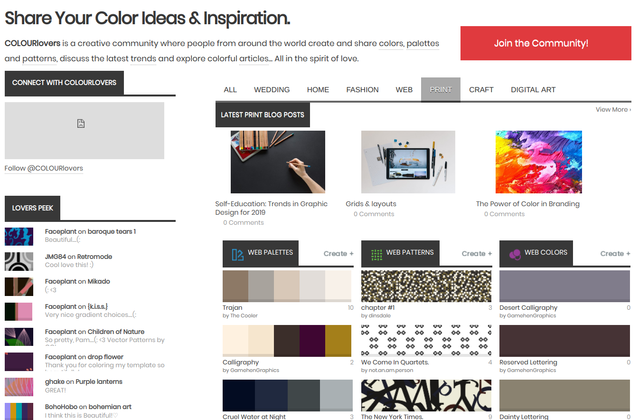 Share Your Color Ideas & Inspiration.
COLOURlovers is a creative community where people from around the world create and share colors, palettes
and patterns, discuss the latest trends and explore colorful articles... All in the spirit of love.
Join the Community!
CONNECT WITH COLOURLOVERS
Follow @COLOURlovers
LOVERS PEEK
Faceplant on baroque tears 1
Beautiful...(:
JMG84 on Retromode
Cool love this! :)
Faceplant on Mikado
(: <3
Faceplant on {k.i.s.s.}
Very nice gradient choices...(:
Faceplant on Children of Nature
So pretty, Pam...(: <3 Vector Patterns by
Faceplant on drop flower
Thank you for coloring my template so
ghake on Purple lanterns
GREAT!
BohoHobo on bohemian art
I think this is Beautiful!♡
ALL WEDDING HOME FASHION WEB PRINT CRAFT DIGITAL ART
LATEST PRINT BLOG POSTS
View More ›
Self-Education: Trends in Graphic
Design for 2019
0 Comments
Grids & layouts
0 Comments
The Power of Color in Branding
0 Comments
WEB PALETTES
Create +
Trajan 10
by The Cooler
Calligraphy 2
by GamehenGraphics
Cruel Water at Night 3
WEB PATTERNS
Create +
chapter #1 3
by dinsdale
We Come In Quartets. 4
by not.an.urn.person
The New York Times. 9
WEB COLORS
Create +
Desert Calligraphy 0
by GamehenGraphics
Reserved Lettering 0
by GamehenGraphics
Dainty Lettering 0